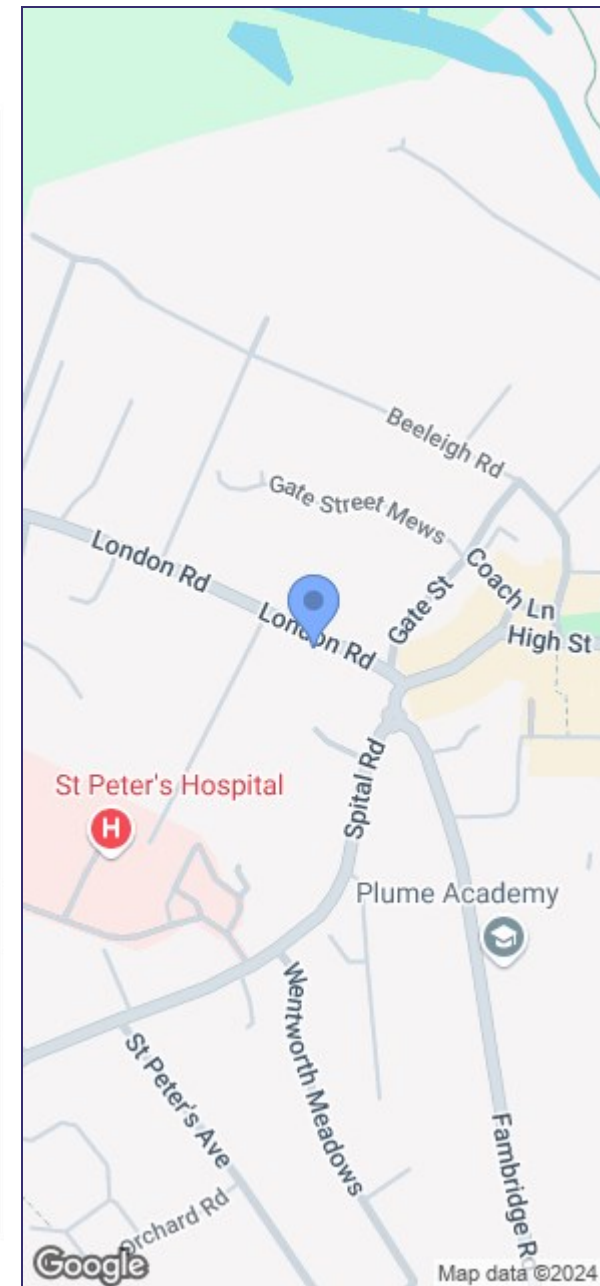 Beeleigh Rd
Gate Street Mews
London Rd
Coach Ln
Gate St
London Rd
High St
Spital Rd
St Peter's Hospital
H
Plume Academy
Wentworth Meadows
St Peter's Ave
Fambridge Rd
Orchard Rd
Google
Map data ©2024